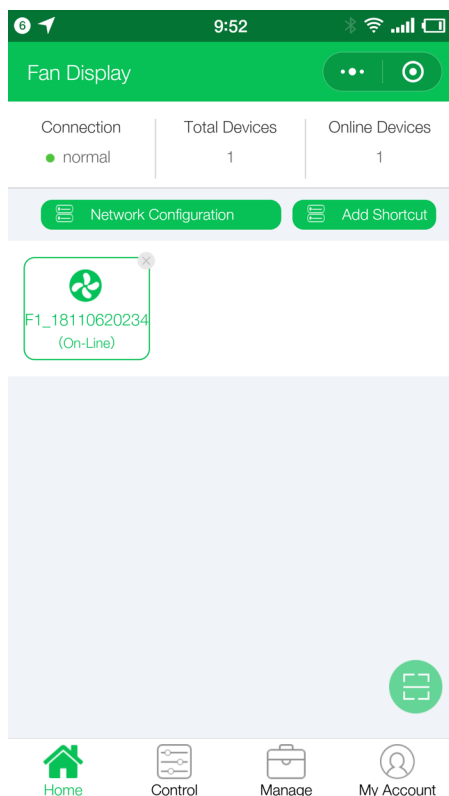 6 9:52
Fan Display
Connection Total Devices Online Devices
normal 1 1
Network Configuration Add Shortcut
F1_18110620234
(On-Line)
Home Control Manage My Account